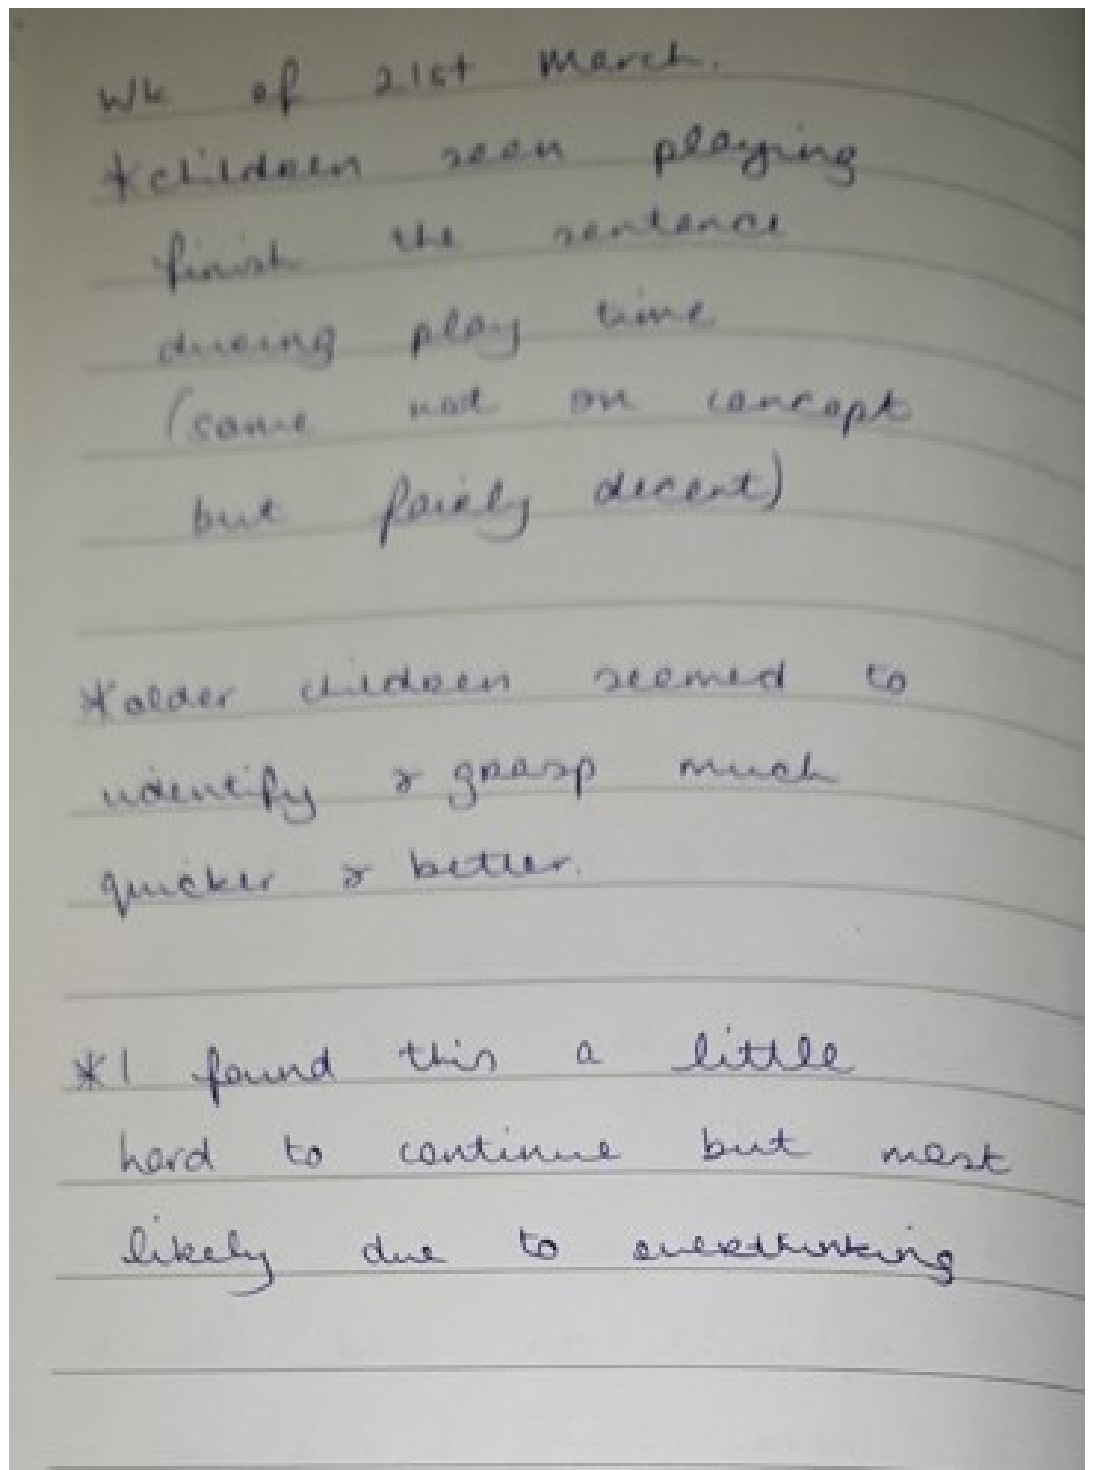 Wk of 21st March.
*children seen playing
finish the sentence
during play time
(some not on concept
but fairly decent)
*older children seemed to
identify & grasp much
quicker & better.
*I found this a little
hard to continue but most
likely due to overthinking